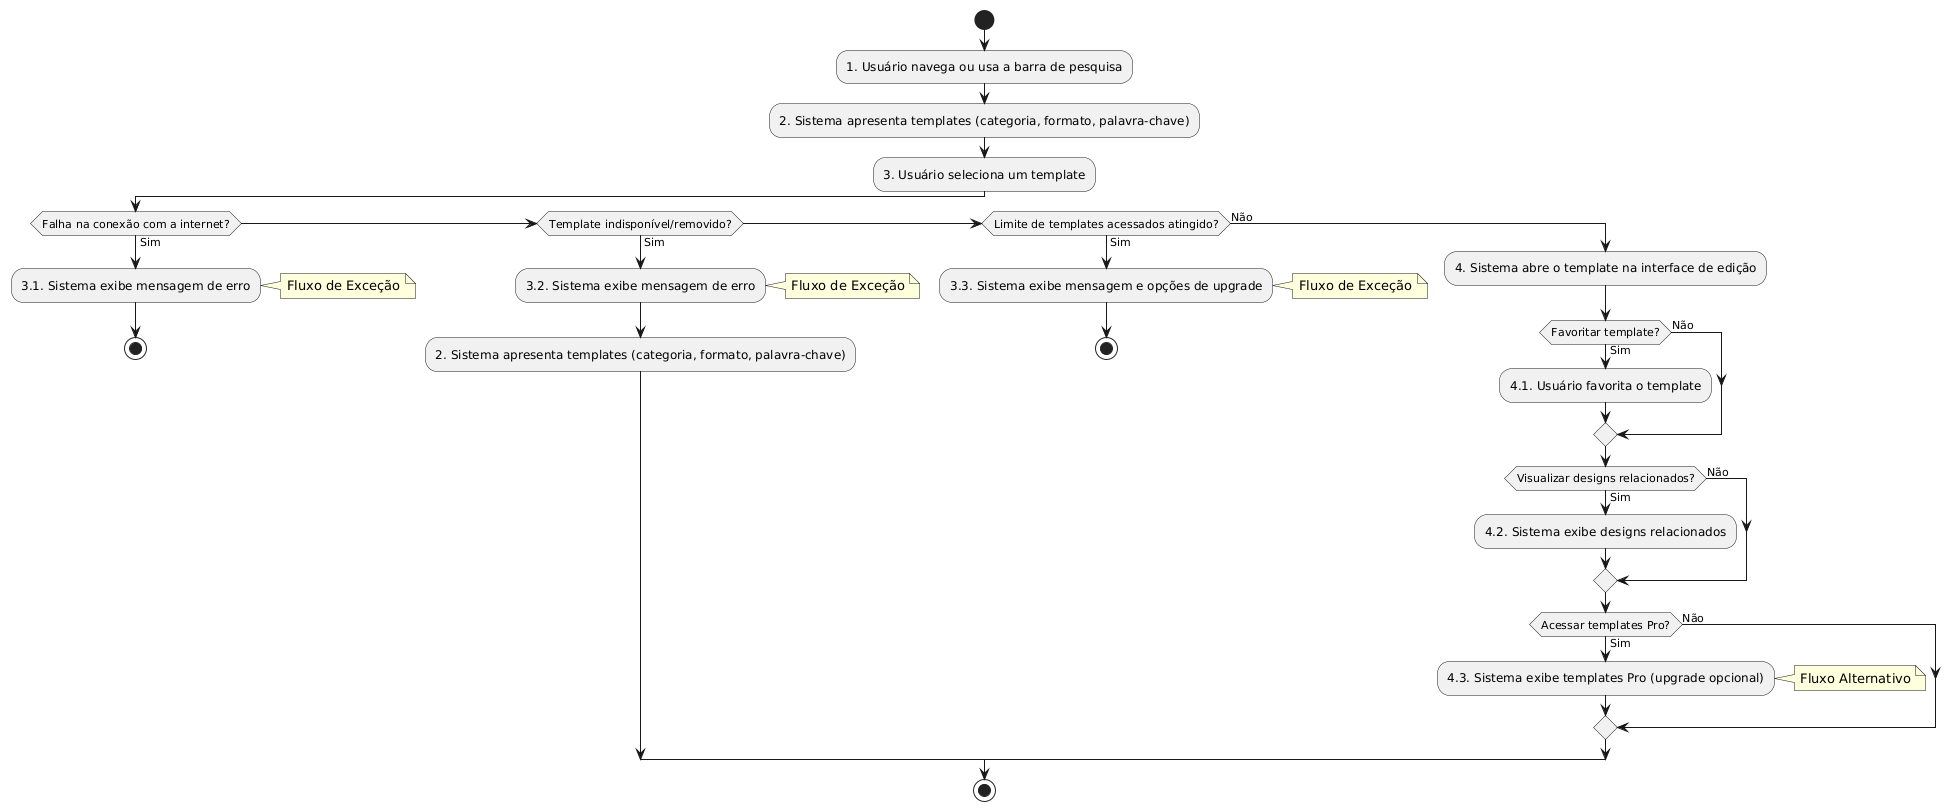 1. Usuário navega ou usa a barra de pesquisa
2. Sistema apresenta templates (categoria, formato, palavra-chave)
3. Usuário seleciona um template
Falha na conexão com a internet?
Sim
3.1. Sistema exibe mensagem de erro
Fluxo de Exceção
Template indisponível/removido?
Sim
3.2. Sistema exibe mensagem de erro
Fluxo de Exceção
2. Sistema apresenta templates (categoria, formato, palavra-chave)
Limite de templates acessados atingido?
Não
Sim
3.3. Sistema exibe mensagem e opções de upgrade
Fluxo de Exceção
4. Sistema abre o template na interface de edição
Favoritar template?
Não
Sim
4.1. Usuário favorita o template
Visualizar designs relacionados?
Não
Sim
4.2. Sistema exibe designs relacionados
Acessar templates Pro?
Não
Sim
4.3. Sistema exibe templates Pro (upgrade opcional)
Fluxo Alternativo